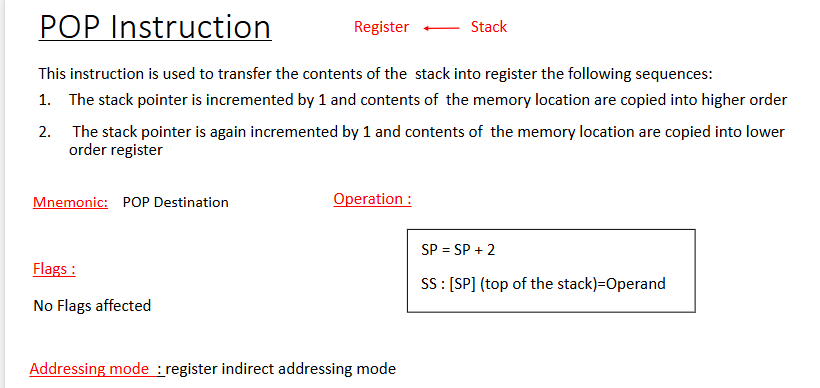 POP Instruction
Register
Stack
This instruction is used to transfer the contents of the stack into register the following sequences:
1. The stack pointer is incremented by 1 and contents of the memory location are copied into higher order
2. The stack pointer is again incremented by 1 and contents of the memory location are copied into lower
order register
Mnemonic: POP Destination
Operation :
SP = SP + 2
SS : [SP] (top of the stack)=Operand
Flags :
No Flags affected
Addressing mode : register indirect addressing mode